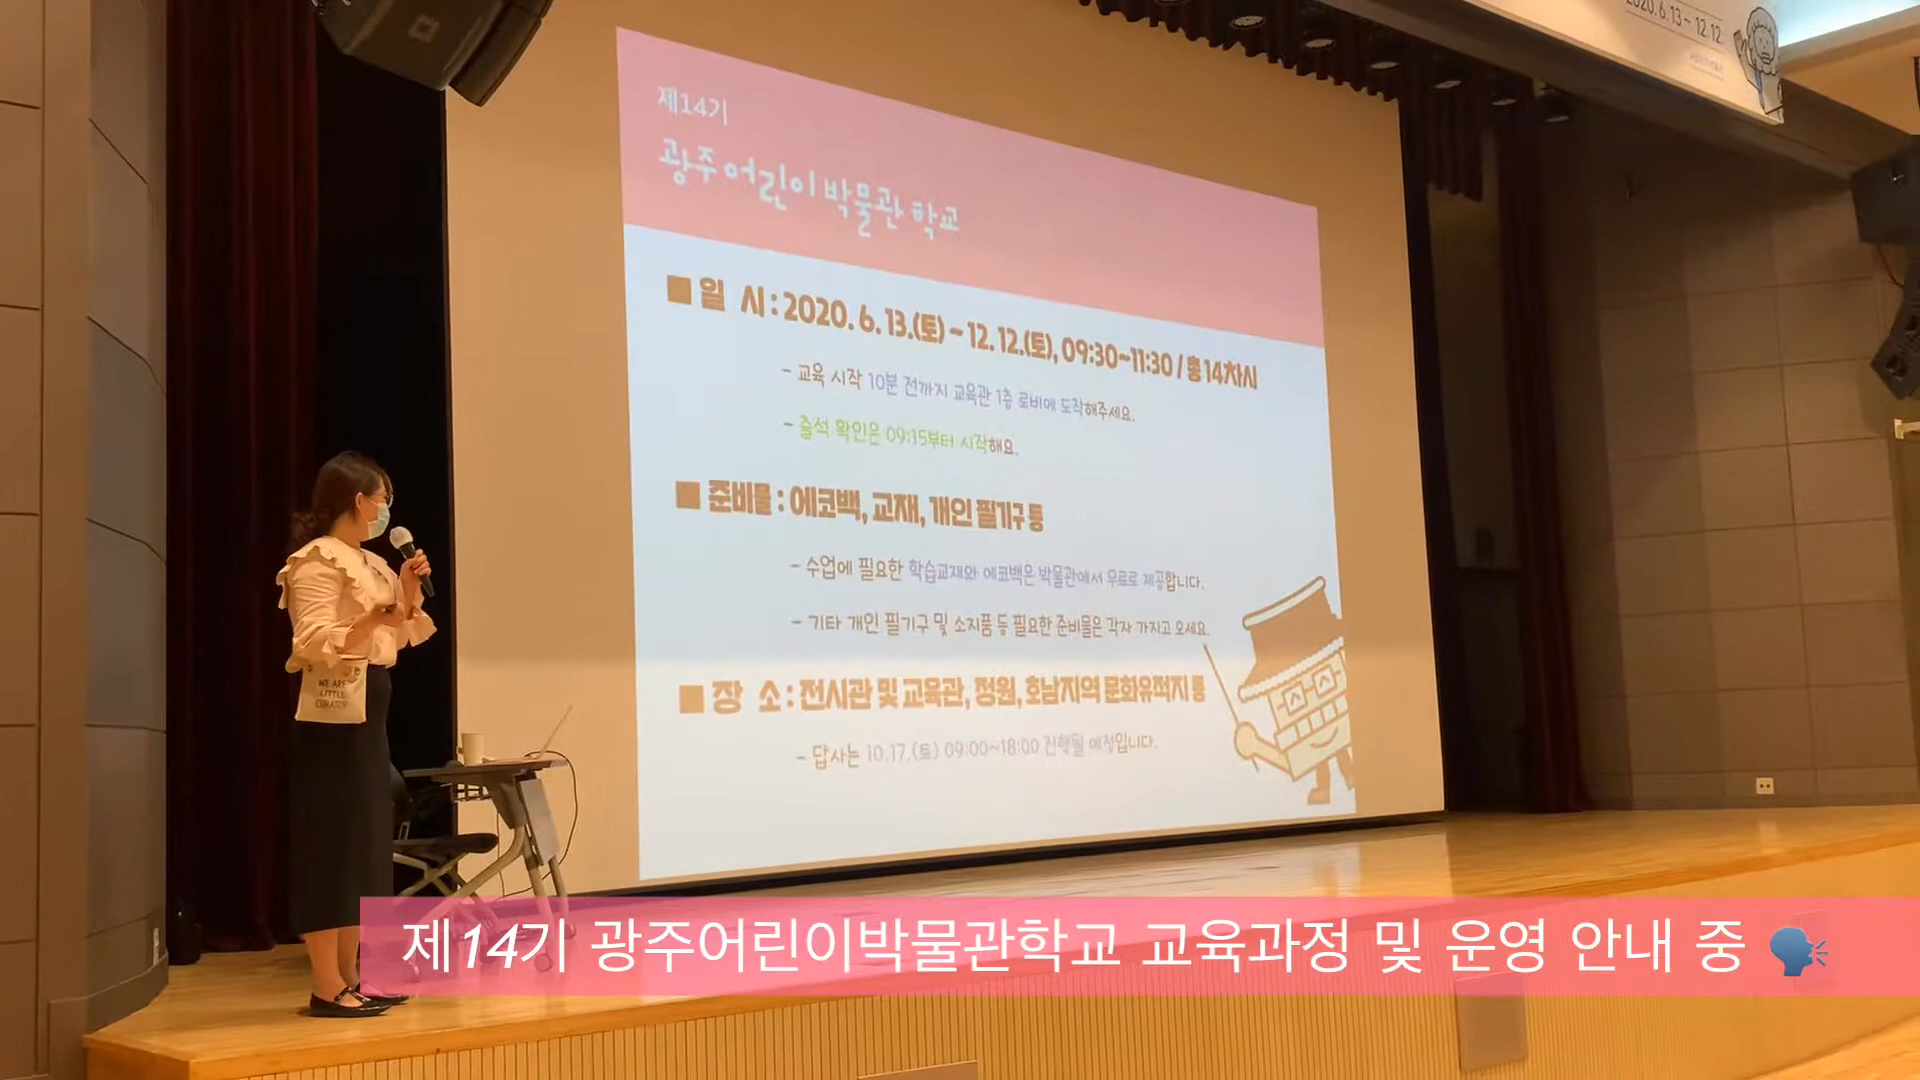 2020. 6. 13 ~ 12. 12.
제14기
광주 어린이 박물관 학교
■ 일 시 : 2020. 6. 13.(토) ~ 12. 12.(토), 09:30~11:30 / 총 14차시
- 교육 시작 10분 전까지 교육관 1층 로비에 도착해주세요.
- 출석 확인은 09:15부터 시작해요.
■ 준비물 : 에코백, 교재, 개인 필기구 등
- 수업에 필요한 학습교재와 에코백은 박물관에서 무료로 제공합니다.
- 기타 개인 필기구 및 소지품 등 필요한 준비물은 각자 가지고 오세요.
■ 장 소 : 전시관 및 교육관, 정원, 호남지역 문화유적지 등
- 답사는 10.17.(토) 09:00~18:00 진행될 예정입니다.
WE ARE
LITTLE
CURATOR
제14기 광주어린이박물관학교 교육과정 및 운영 안내 중 🗣